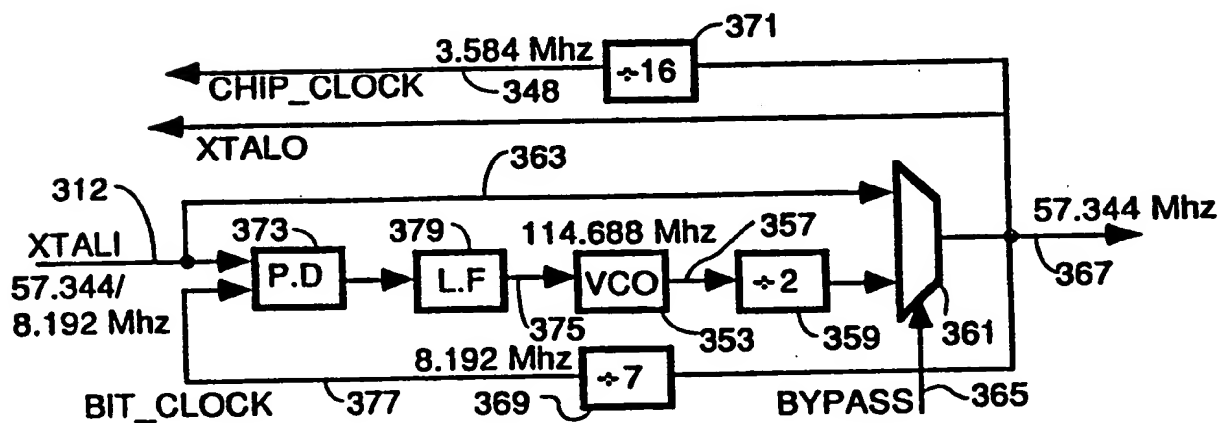 3.584 Mhz
÷16
371
CHIP_CLOCK
348
XTALO
363
312
XTALI
57.344/
8.192 Mhz
373
P.D
379
L.F
375
114.688 Mhz
357
VCO
353
÷2
359
361
57.344 Mhz
367
8.192 Mhz
÷7
369
BIT_CLOCK
377
BYPASS
365